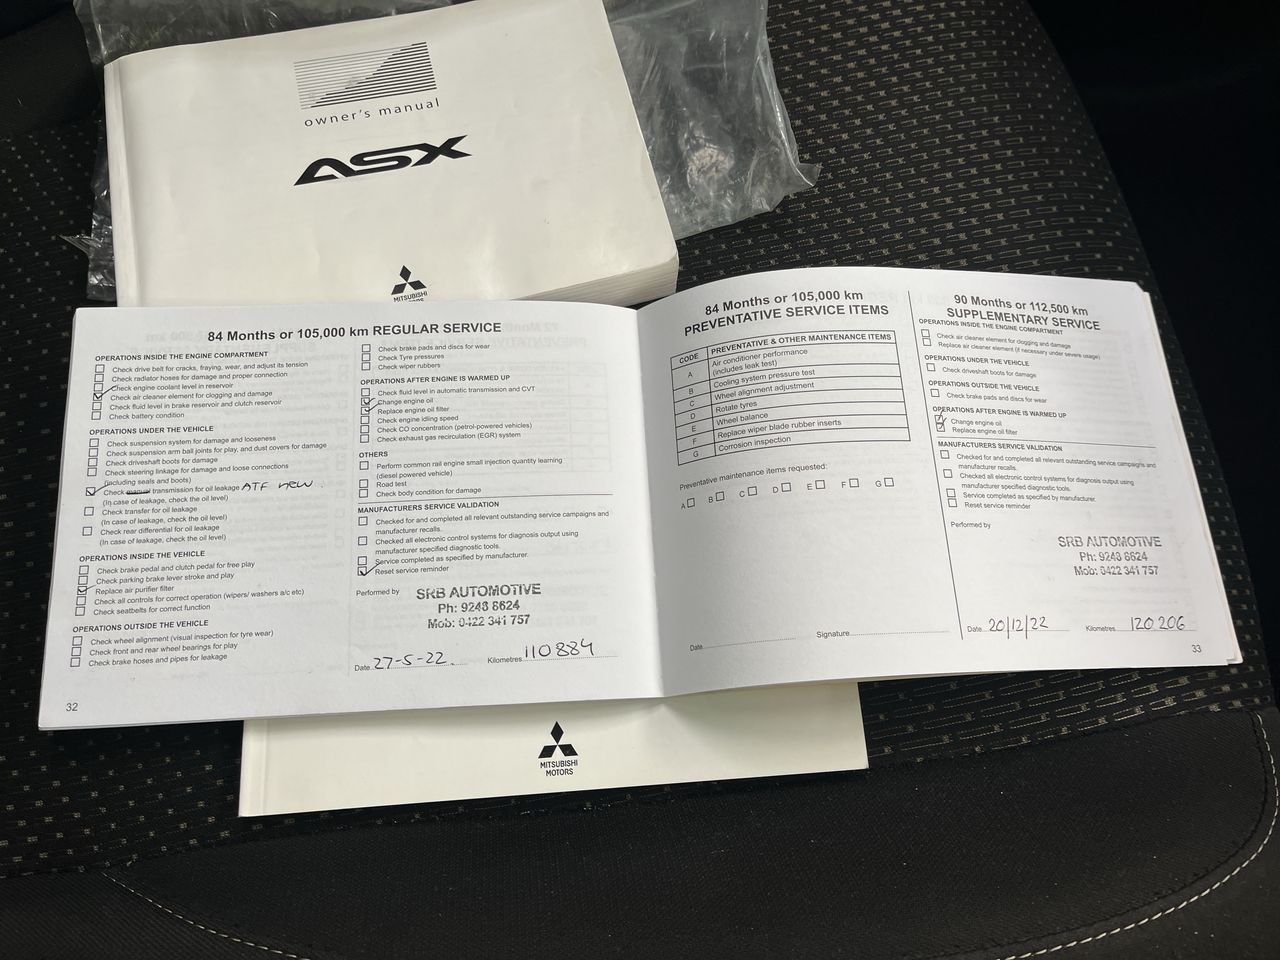 owner's manual
ASX
MITSUBISHI
MOTORS
84 Months or 105,000 km REGULAR SERVICE
OPERATIONS INSIDE THE ENGINE COMPARTMENT
Check drive belt for cracks, fraying, wear, and adjust its tension
Check radiator hoses for damage and proper connection
Check engine coolant level in reservoir
Check air cleaner element for clogging and damage
Check fluid level in brake reservoir and clutch reservoir
Check battery condition
OPERATIONS UNDER THE VEHICLE
Check suspension system for damage and looseness
Check suspension arm ball joints for play, and dust covers for damage
Check driveshaft boots for damage
Check steering linkage for damage and loose connections
(including seals and boots)
Check manual transmission for oil leakage ATF new.
(In case of leakage, check the oil level)
Check transfer for oil leakage
(In case of leakage, check the oil level)
Check rear differential for oil leakage
(In case of leakage, check the oil level)
OPERATIONS INSIDE THE VEHICLE
Check brake pedal and clutch pedal for free play
Check parking brake lever stroke and play
Replace air purifier filter
Check all controls for correct operation (wipers/ washers a/c etc)
Check seatbelts for correct function
OPERATIONS OUTSIDE THE VEHICLE
Check wheel alignment (visual inspection for tyre wear)
Check front and rear wheel bearings for play
Check brake hoses and pipes for leakage
32
Check brake pads and discs for wear
Check Tyre pressures
Check wiper rubbers
OPERATIONS AFTER ENGINE IS WARMED UP
Check fluid level in automatic transmission and CVT
Change engine oil
Replace engine oil filter
Check engine idling speed
Check CO concentration (petrol-powered vehicles)
Check exhaust gas recirculation (EGR) system
OTHERS
Perform common rail engine small injection quantity learning
(diesel powered vehicle)
Road test
Check body condition for damage
MANUFACTURERS SERVICE VALIDATION
Checked for and completed all relevant outstanding service campaigns and
manufacturer recalls.
Checked all electronic control systems for diagnosis output using
manufacturer specified diagnostic tools.
Service completed as specified by manufacturer.
Reset service reminder
Performed by
SRB AUTOMOTIVE
Ph: 9248 8624
Mob: 0422 341 757
Date 27-5-22 Kilometres 110884
84 Months or 105,000 km
PREVENTATIVE SERVICE ITEMS
CODE PREVENTATIVE & OTHER MAINTENANCE ITEMS
A Air conditioner performance
(includes leak test)
B Cooling system pressure test
C Wheel alignment adjustment
D Rotate tyres
E Wheel balance
F Replace wiper blade rubber inserts
G Corrosion inspection
Preventative maintenance items requested:
A B C D E F G
Date Signature
90 Months or 112,500 km
SUPPLEMENTARY SERVICE
OPERATIONS INSIDE THE ENGINE COMPARTMENT
Check air cleaner element for clogging and damage
Replace air cleaner element (if necessary under severe usage)
OPERATIONS UNDER THE VEHICLE
Check driveshaft boots for damage
OPERATIONS OUTSIDE THE VEHICLE
Check brake pads and discs for wear
OPERATIONS AFTER ENGINE IS WARMED UP
Change engine oil
Replace engine oil filter
MANUFACTURERS SERVICE VALIDATION
Checked for and completed all relevant outstanding service campaigns and
manufacturer recalls.
Checked all electronic control systems for diagnosis output using
manufacturer specified diagnostic tools.
Service completed as specified by manufacturer.
Reset service reminder
Performed by
SRB AUTOMOTIVE
Ph: 9248 8624
Mob: 0422 341 757
Date 20/12/22 Kilometres 120 206
33
MITSUBISHI
MOTORS